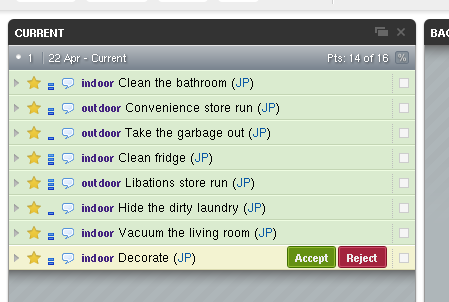 CURRENT
1 22 Apr - Current Pts: 14 of 16 %
indoor Clean the bathroom (JP)
outdoor Convenience store run (JP)
outdoor Take the garbage out (JP)
indoor Clean fridge (JP)
outdoor Libations store run (JP)
indoor Hide the dirty laundry (JP)
indoor Vacuum the living room (JP)
indoor Decorate (JP) Accept Reject